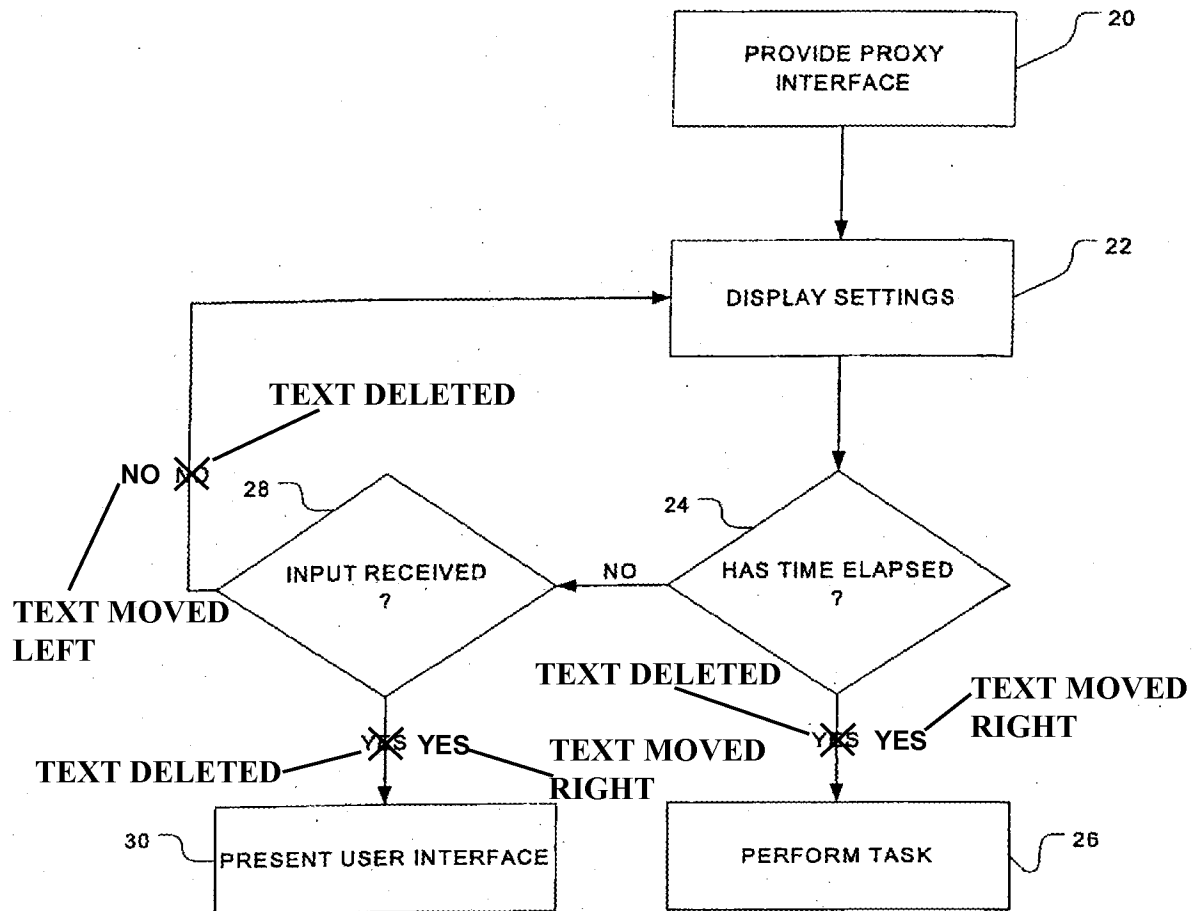 20
PROVIDE PROXY
INTERFACE
22
DISPLAY SETTINGS
TEXT DELETED
NO NO
28
24
INPUT RECEIVED
?
NO
HAS TIME ELAPSED
?
TEXT MOVED
LEFT
TEXT DELETED
TEXT MOVED
RIGHT
YES YES
YES YES
TEXT DELETED
TEXT MOVED
RIGHT
30
PRESENT USER INTERFACE
PERFORM TASK
26